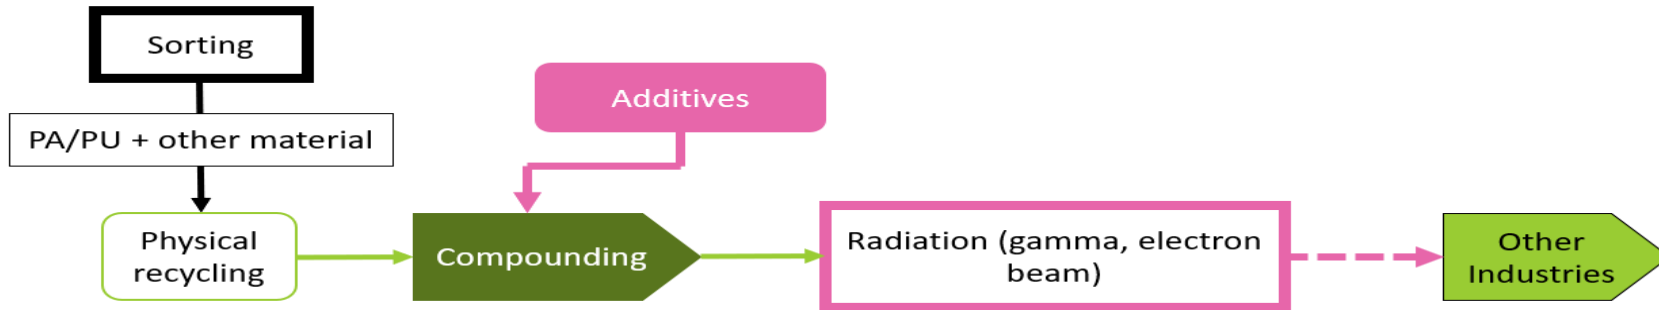 Sorting
PA/PU + other material
Additives
Physical
recycling
Compounding
Radiation (gamma, electron
beam)
Other
Industries